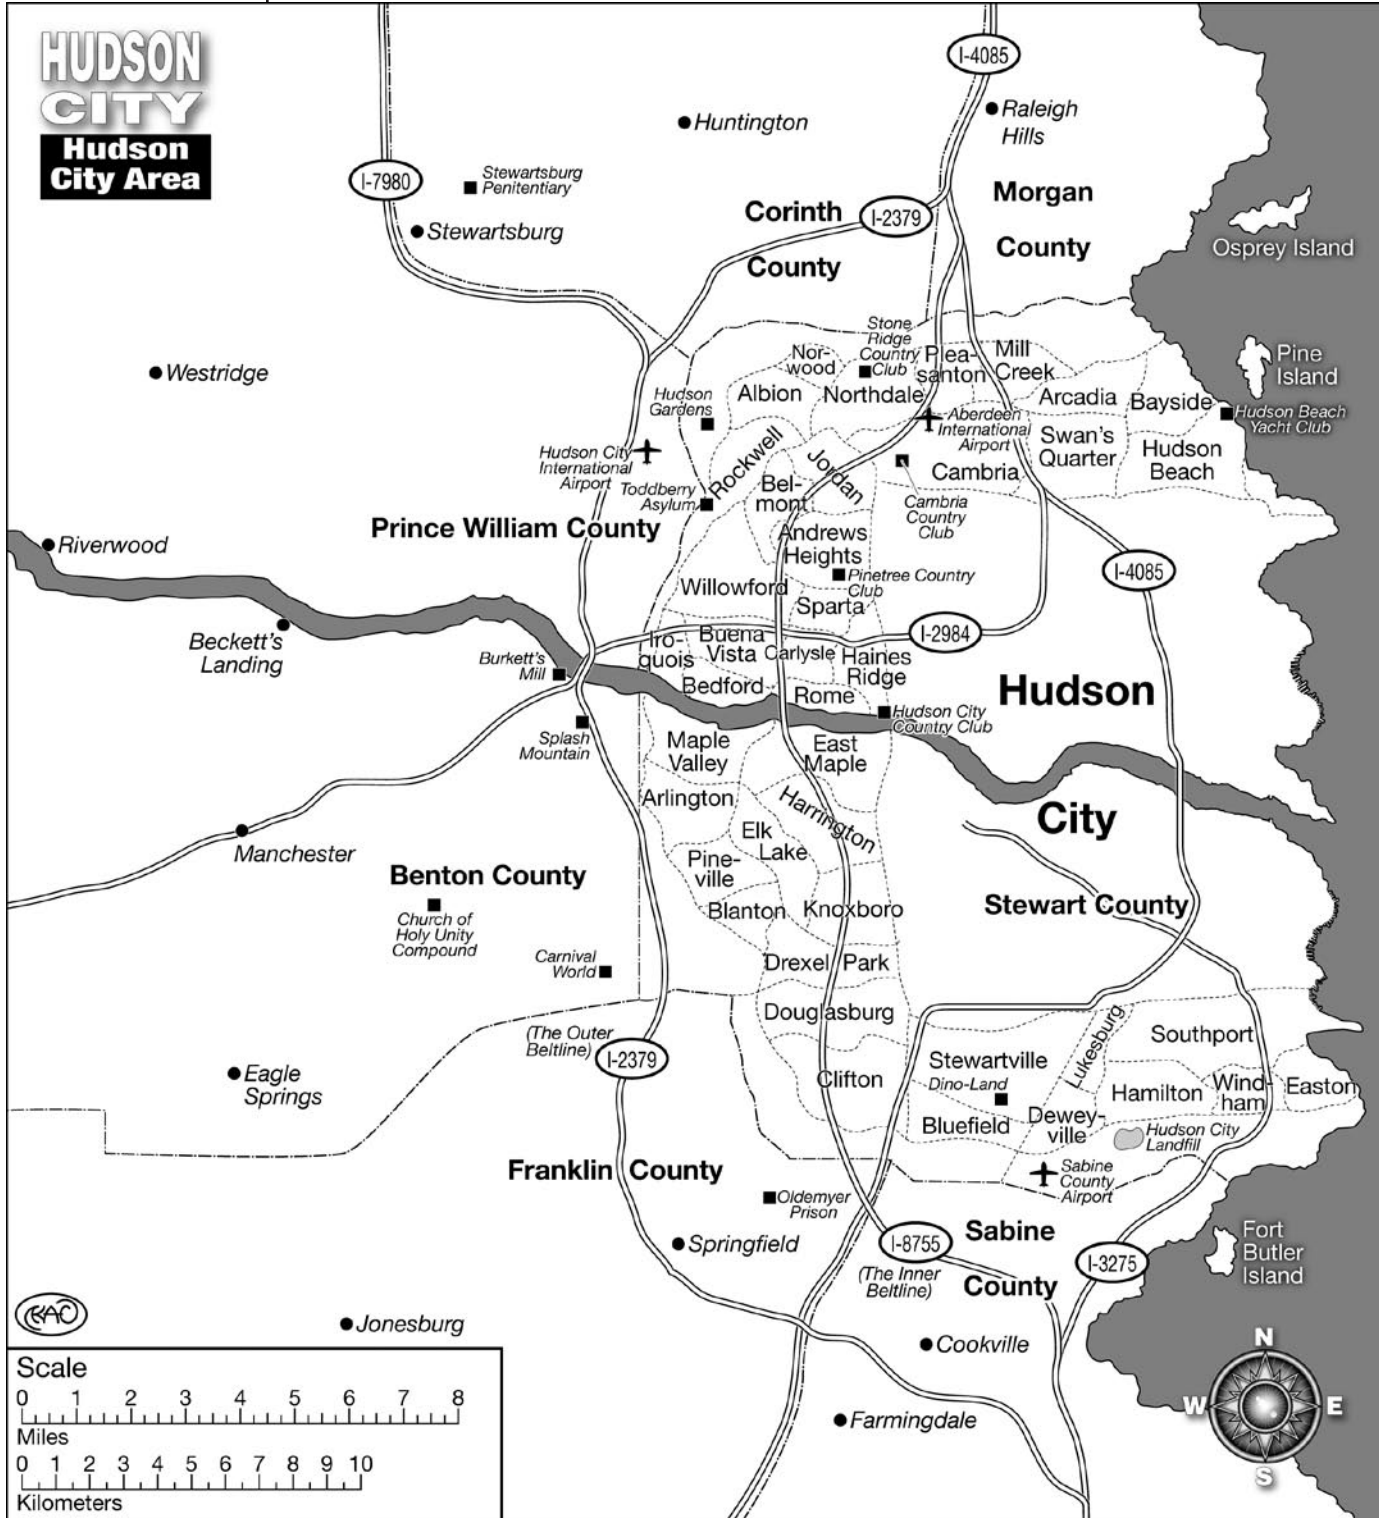 HUDSON
CITY
Hudson
City Area
I-4085
Raleigh
Hills
Huntington
I-7980
Stewartsburg
Penitentiary
Stewartsburg
Corinth
County
I-2379
Morgan
County
Osprey Island
Westridge
Stone
Ridge
Country
Club
Nor-
wood
Plea-
santon
Mill
Creek
Pine
Island
Albion
Northdale
Arcadia
Bayside
Hudson Beach
Yacht Club
Hudson
Gardens
Aberdeen
International
Airport
Swan's
Quarter
Hudson
Beach
Hudson City
International
Airport
Rockwell
Jordan
Cambria
Toddberry
Asylum
Bel-
mont
Cambria
Country
Club
Prince William County
Riverwood
Andrews
Heights
I-4085
Willowford
Pinetree Country
Club
Sparta
Beckett's
Landing
I-2984
Burkett's
Mill
Iro-
quois
Buena
Vista
Carlysle
Haines
Ridge
Bedford
Rome
Hudson
Hudson City
Country Club
Splash
Mountain
Maple
Valley
East
Maple
Arlington
Harrington
City
Manchester
Elk
Lake
Pine-
ville
Benton County
Church of
Holy Unity
Compound
Blanton
Knoxboro
Stewart County
Carnival
World
Drexel Park
Douglasburg
(The Outer
Beltline)
I-2379
Lukesburg
Southport
Eagle
Springs
Stewartville
Clifton
Dino-Land
Hamilton
Wind-
ham
Easton
Bluefield
Dewey-
ville
Hudson City
Landfill
Franklin County
Sabine
County
Airport
Oldemyer
Prison
Springfield
I-8755
(The Inner
Beltline)
Sabine
County
I-3275
Fort
Butler
Island
KAC
Jonesburg
Cookville
Farmingdale
N
W
E
S
Scale
0 1 2 3 4 5 6 7 8
Miles
0 1 2 3 4 5 6 7 8 9 10
Kilometers